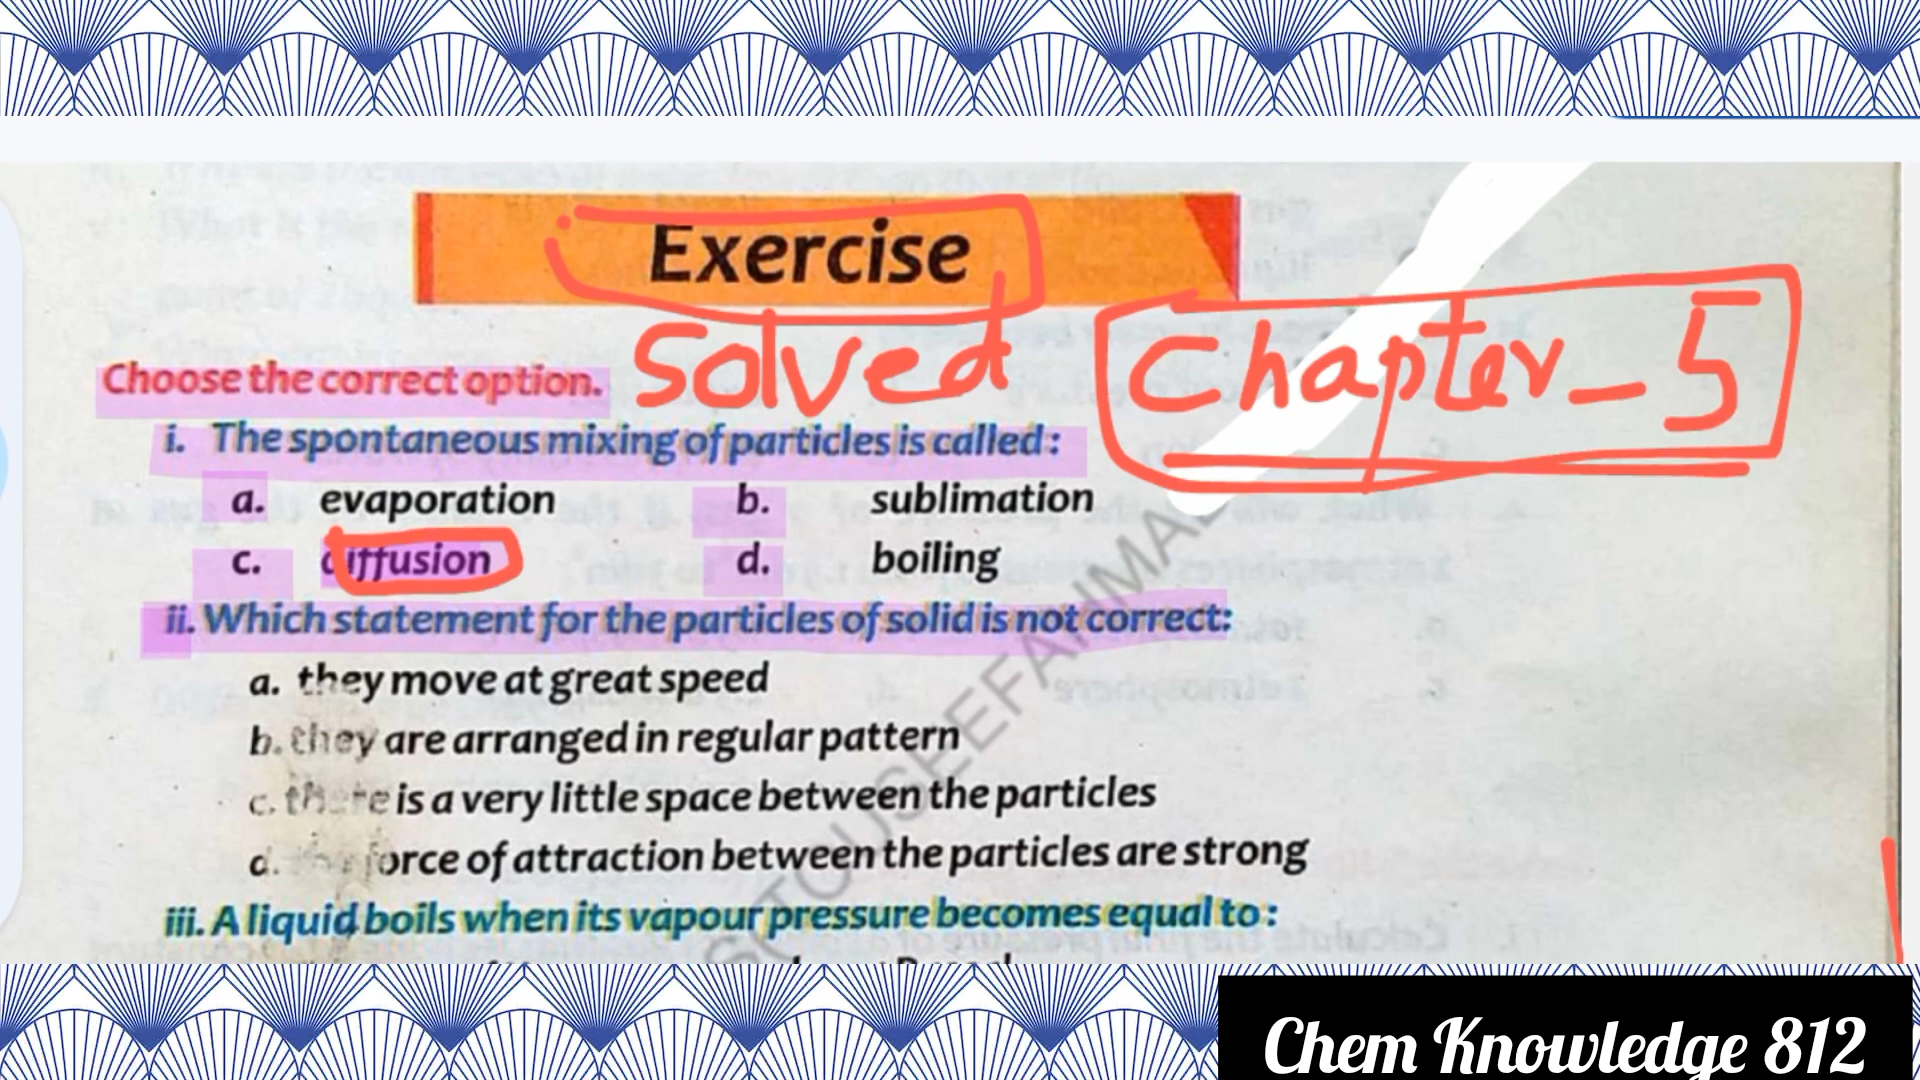 Exercise
Solved
Chapter - 5
Choose the correct option.
i. The spontaneous mixing of particles is called:
a. evaporation b. sublimation
c. diffusion d. boiling
ii. Which statement for the particles of solid is not correct:
a. they move at great speed
b. they are arranged in regular pattern
c. there is a very little space between the particles
d. the force of attraction between the particles are strong
iii. A liquid boils when its vapour pressure becomes equal to:
Chem Knowledge 812